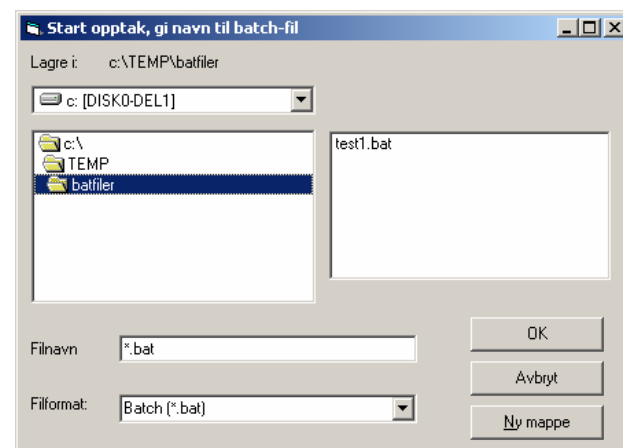 Start opptak, gi navn til batch-fil
Lagre i: c:\TEMP\batfiler
c: [DISK0-DEL1]
c:\
TEMP
batfiler
test1.bat
Filnavn *.bat
OK
Avbryt
Filformat: Batch (*.bat)
Ny mappe